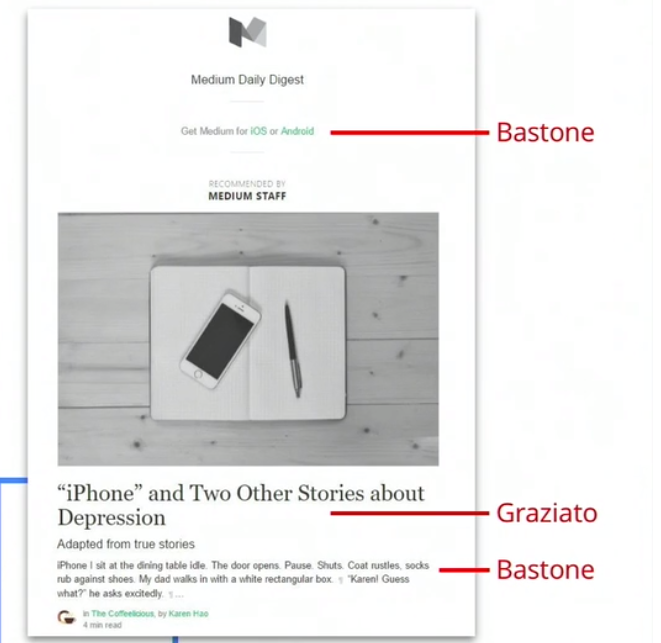 Medium Daily Digest
Get Medium for iOS or Android
Bastone
RECOMMENDED BY
MEDIUM STAFF
“iPhone” and Two Other Stories about
Depression
Graziato
Adapted from true stories
iPhone I sit at the dining table idle. The door opens. Pause. Shuts. Coat rustles, socks
rub against shoes. My dad walks in with a white rectangular box. ¶ “Karen! Guess
what?” he asks excitedly. ¶ ...
Bastone
in The Coffeelicious, by Karen Hao
4 min read